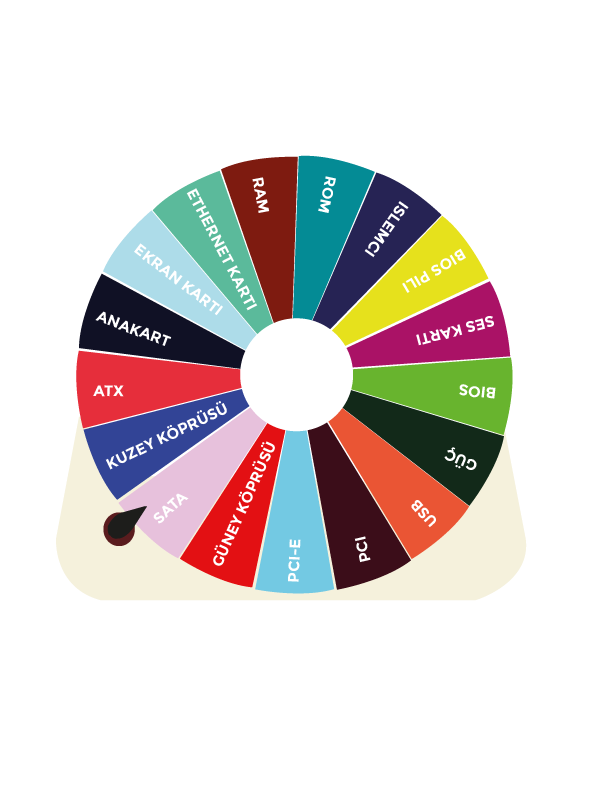 RAM
ROM
ISLEMCI
BIOS PILI
SES KARTI
BIOS
GÜÇ
USB
PCI
PCI-E
GÜNEY KÖPRÜSÜ
SATA
KUZEY KÖPRÜSÜ
ATX
ANAKART
EKRAN KARTI
ETHERNET KARTI